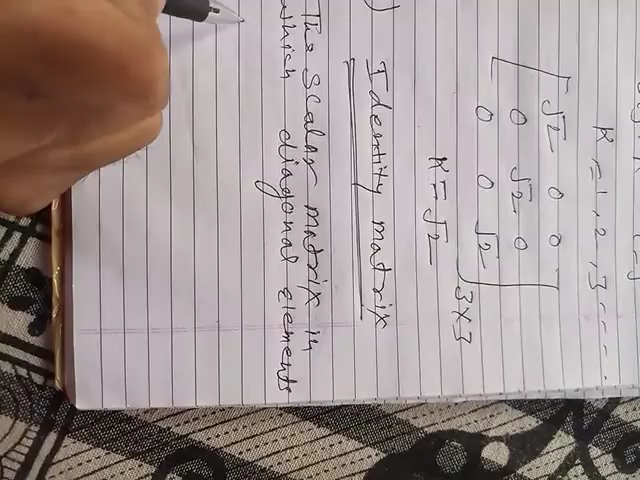 K = 1, 2, 3 - - - .
√2 0 0
0 √2 0
0 0 √2
3×3
K = √2
) Identity matrix
The Scalar matrix in
which diagonal elements